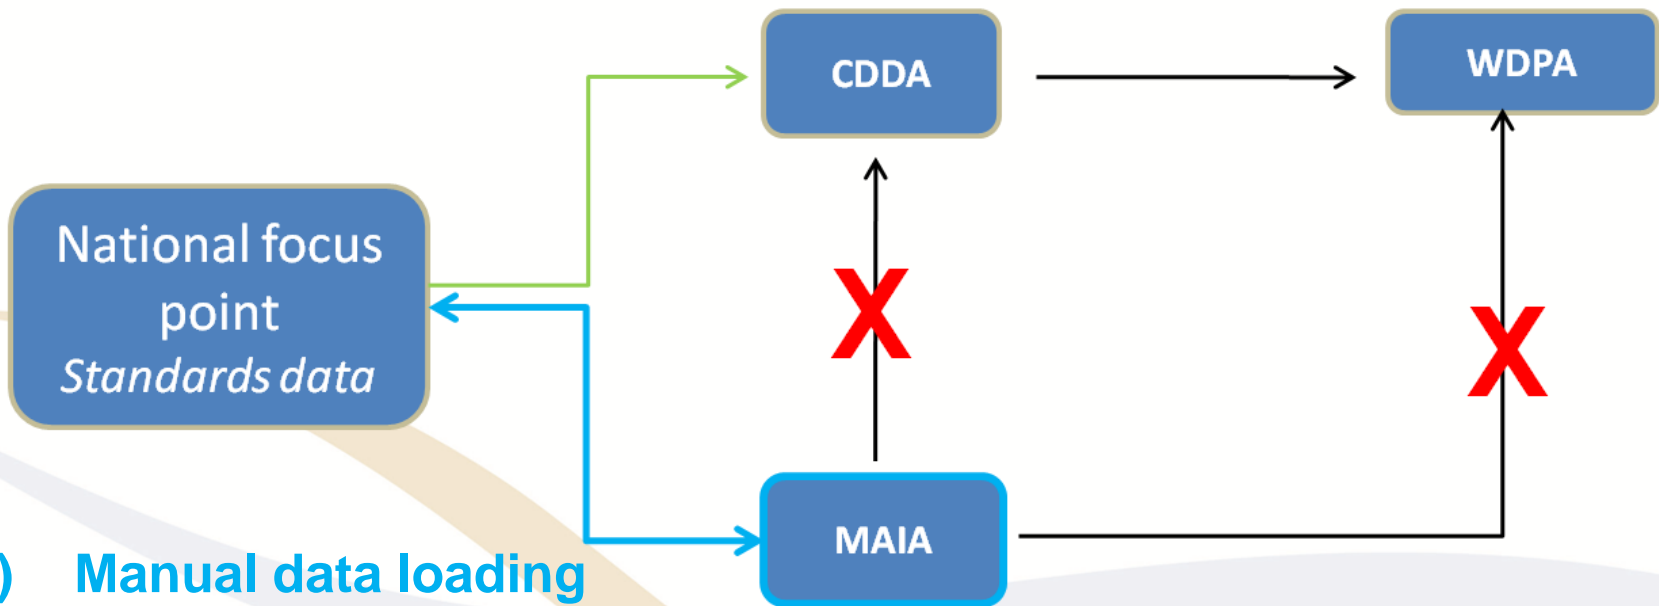 CDDA
WDPA
National focus
point
Standards data
X
X
MAIA
) Manual data loading